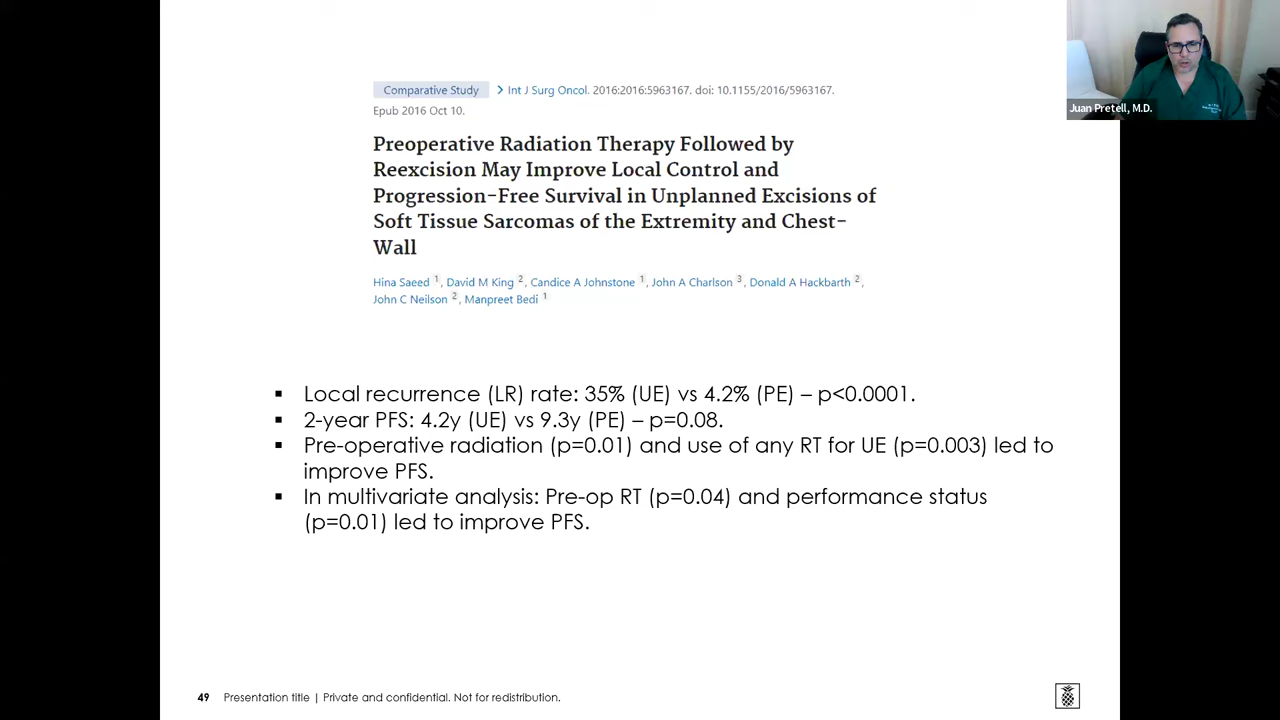 Comparative Study > Int J Surg Oncol. 2016:2016:5963167. doi: 10.1155/2016/5963167.
Epub 2016 Oct 10.
Preoperative Radiation Therapy Followed by
Reexcision May Improve Local Control and
Progression-Free Survival in Unplanned Excisions of
Soft Tissue Sarcomas of the Extremity and Chest-
Wall
Hina Saeed 1, David M King 2, Candice A Johnstone 1, John A Charlson 3, Donald A Hackbarth 2,
John C Neilson 2, Manpreet Bedi 1
Juan Pretell, M.D.
▪ Local recurrence (LR) rate: 35% (UE) vs 4.2% (PE) – p<0.0001.
▪ 2-year PFS: 4.2y (UE) vs 9.3y (PE) – p=0.08.
▪ Pre-operative radiation (p=0.01) and use of any RT for UE (p=0.003) led to
improve PFS.
▪ In multivariate analysis: Pre-op RT (p=0.04) and performance status
(p=0.01) led to improve PFS.
49 Presentation title | Private and confidential. Not for redistribution.